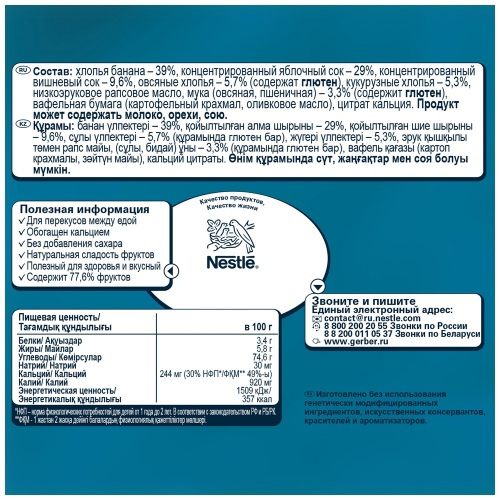 RU Состав: хлопья банана – 39%, концентрированный яблочный сок – 29%, концентрированный
вишневый сок – 9,6%, овсяные хлопья – 5,7% (содержат глютен), кукурузные хлопья – 5,3%,
низкоэруковое рапсовое масло, мука (овсяная, пшеничная) – 3,3% (содержит глютен),
вафельная бумага (картофельный крахмал, оливковое масло), цитрат кальция. Продукт
может содержать молоко, орехи, сою.
KZ Құрамы: банан үлпектері – 39%, қойытылған алма шырыны – 29%, қойытылған шие шырыны
– 9,6%, сұлы үлпектері – 5,7% (құрамында глютен бар), жүгері үлпектері – 5,3%, эрук қышқылы
төмен рапс майы, (сұлы, бидай) ұны – 3,3% (құрамында глютен бар), вафель қағазы (картоп
крахмалы, зәйтүн майы), кальций цитраты. Өнім құрамында сүт, жаңғақтар мен соя болуы
мүмкін.
Качество продуктов,
Качество жизни
Nestlé®
Полезная информация
✓ Для перекусов между едой
✓ Обогащен кальцием
✓ Без добавления сахара
✓ Натуральная сладость фруктов
✓ Полезный для здоровья и вкусный
✓ Содержит 77,6% фруктов
Звоните и пишите
Единый электронный адрес:
contact@ru.nestle.com
8 800 200 20 55 Звонки по России
8 8 200 011 05 37 Звонки по Беларуси
www.gerber.ru
Пищевая ценность/
Тағамдық құндылығы в 100 г
Белки/ Ақуыздар 3,4 г
Жиры/ Майлар 5,8 г
Углеводы/ Көмірсулар 74,6 г
Натрий/ Натрий 30 мг
Кальций/ Кальций 244 мг (30% НФП*/ФҚМ** 49%-ы)
Калий/ Калий 920 мг
Энергетическая ценность/ 1509 кДж/
Энергетикалық құндылығы 357 ккал
*НФП – норма физиологических потребностей для детей от 1 года до 2 лет. В соответствии с законодательством РФ и РБ/РК.
**ФҚМ - 1 жастан 2 жасқа дейінгі балалардың физиологиялық қажеттіліктер мөлшері.
Изготовлено без использования
генетически модифицированных
ингредиентов, искусственных консервантов,
красителей и ароматизаторов.